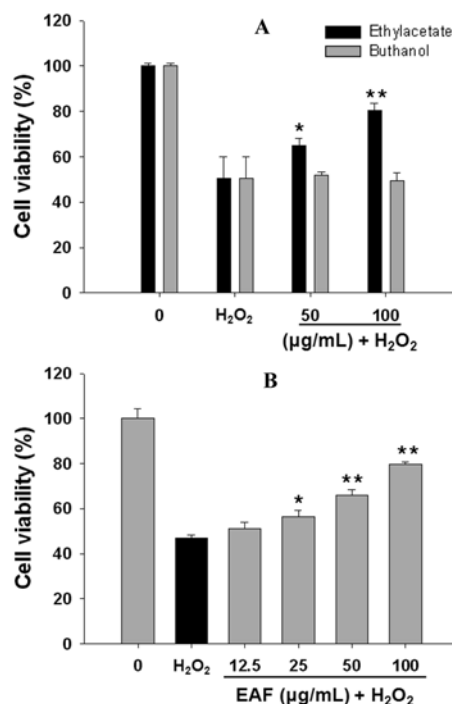 A
Ethylacetate
Buthanol
Cell viability (%)
120
100
80
60
40
20
0
* **
0 H₂O₂ 50 100
(µg/mL) + H₂O₂
B
Cell viability (%)
120
100
80
60
40
20
0
* ** **
0 H₂O₂ 12.5 25 50 100
EAF (µg/mL) + H₂O₂